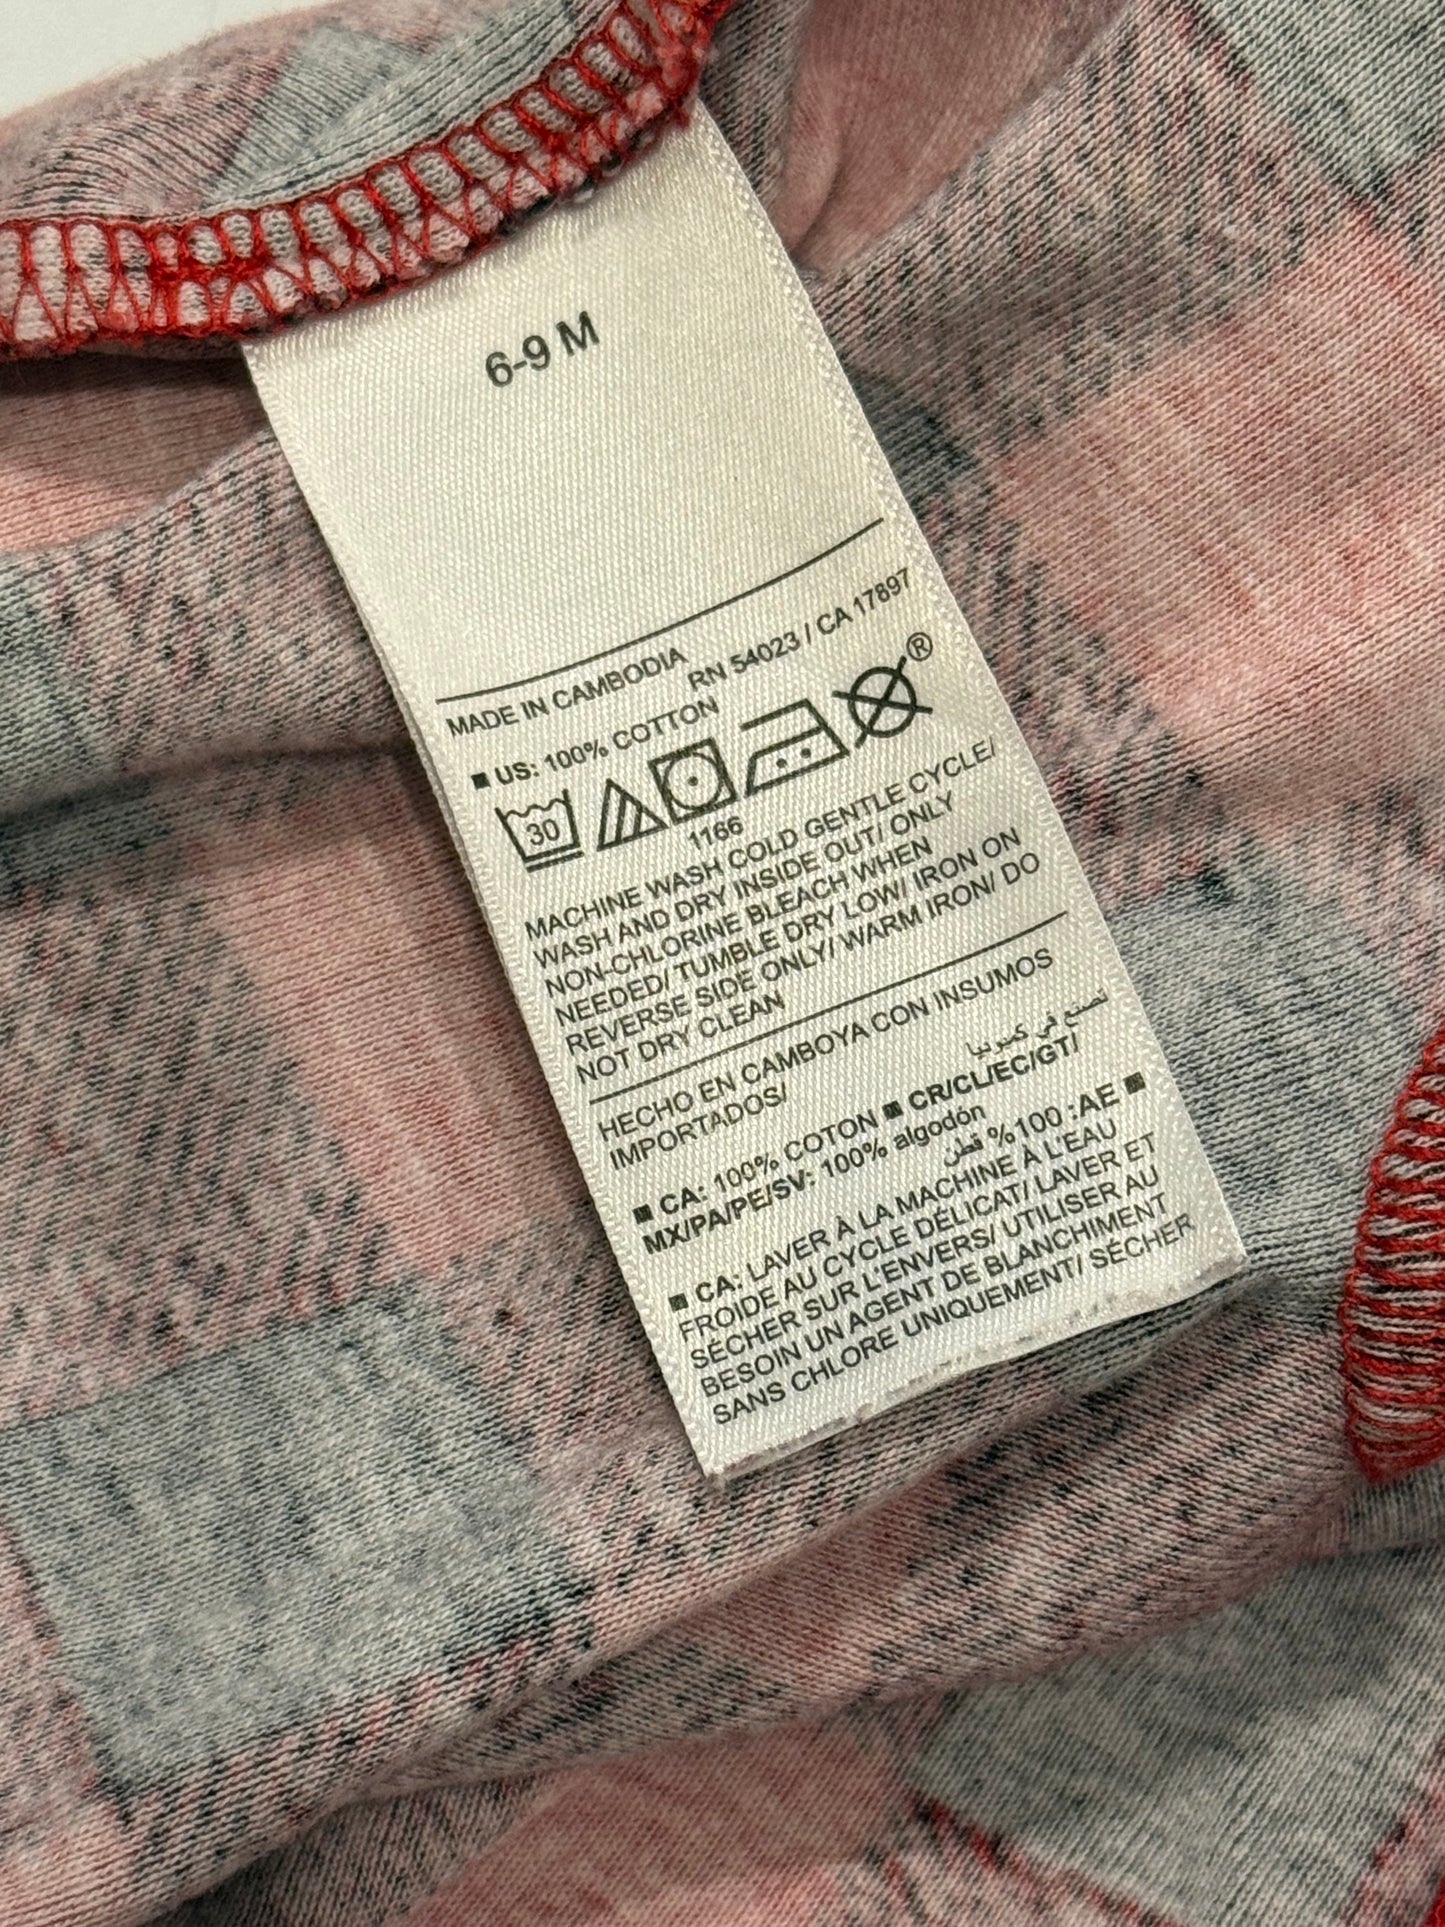 6-9 M
MADE IN CAMBODIA
RN 54023 / CA 17897
■ US: 100% COTTON
30
®
1166
MACHINE WASH COLD GENTLE CYCLE/
WASH AND DRY INSIDE OUT/ ONLY
NON-CHLORINE BLEACH WHEN
NEEDED/ TUMBLE DRY LOW/ IRON ON
REVERSE SIDE ONLY/ WARM IRON/ DO
NOT DRY CLEAN
HECHO EN CAMBOYA CON INSUMOS
IMPORTADOS/
تصنع في كمبوديا
■ CA: 100% COTON ■ CR/CL/EC/GT/
MX/PA/PE/SV: 100% algodón
■ AE: 100% قطن
■ CA: LAVER À LA MACHINE À L'EAU
FROIDE AU CYCLE DÉLICAT/ LAVER ET
SÉCHER SUR L'ENVERS/ UTILISER AU
BESOIN UN AGENT DE BLANCHIMENT
SANS CHLORE UNIQUEMENT/ SÉCHER